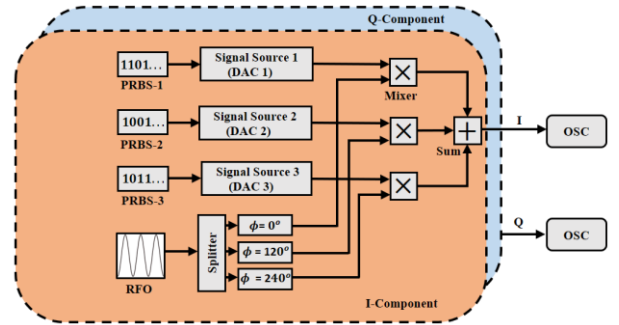 Q-Component
1101...
PRBS-1
Signal Source 1
(DAC 1)
Mixer
1001...
PRBS-2
Signal Source 2
(DAC 2)
Sum
I
OSC
1011...
PRBS-3
Signal Source 3
(DAC 3)
RFO
Splitter
ϕ= 0°
ϕ = 120°
ϕ = 240°
Q
OSC
I-Component